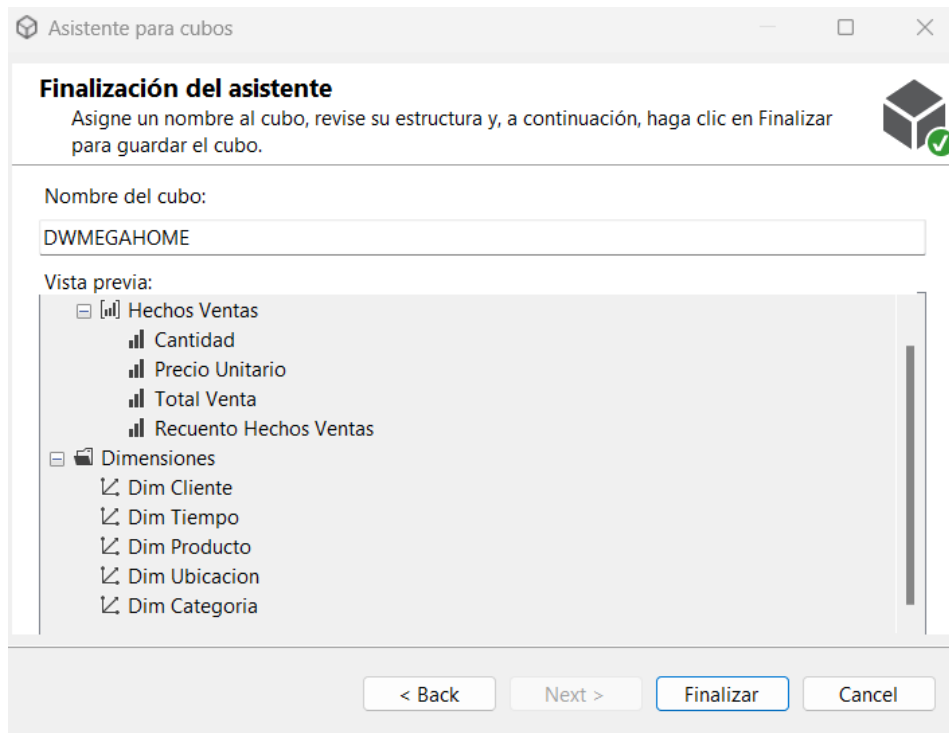 Asistente para cubos
Finalización del asistente
Asigne un nombre al cubo, revise su estructura y, a continuación, haga clic en Finalizar
para guardar el cubo.
Nombre del cubo:
DWMEGAHOME
Vista previa:
Hechos Ventas
Cantidad
Precio Unitario
Total Venta
Recuento Hechos Ventas
Dimensiones
Dim Cliente
Dim Tiempo
Dim Producto
Dim Ubicacion
Dim Categoria
< Back Next > Finalizar Cancel